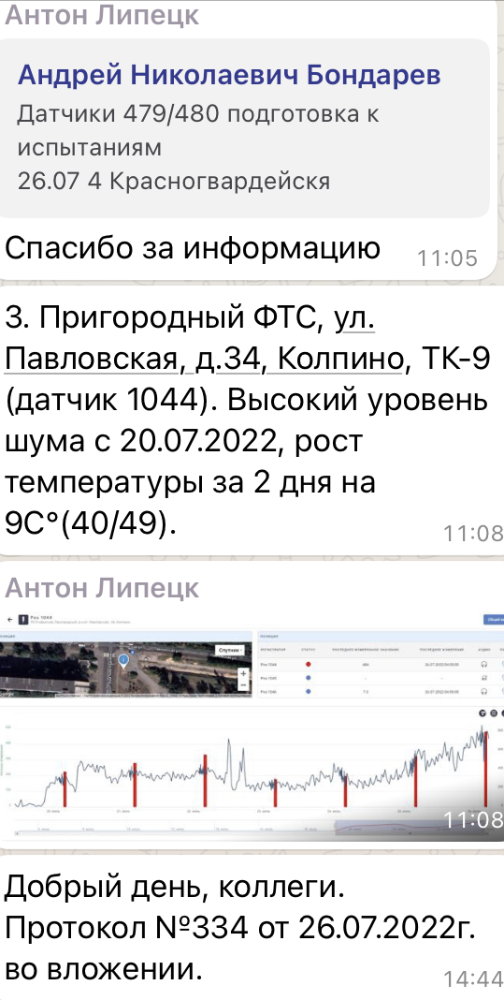 Антон Липецк
Андрей Николаевич Бондарев
Датчики 479/480 подготовка к
испытаниям
26.07 4 Красногвардейскя
Спасибо за информацию
11:05
3. Пригородный ФТС, ул.
Павловская, д.34, Колпино, ТК-9
(датчик 1044). Высокий уровень
шума с 20.07.2022, рост
температуры за 2 дня на
9С°(40/49).
11:08
Антон Липецк
Спутник
11:08
Добрый день, коллеги.
Протокол №334 от 26.07.2022г.
во вложении.
14:44